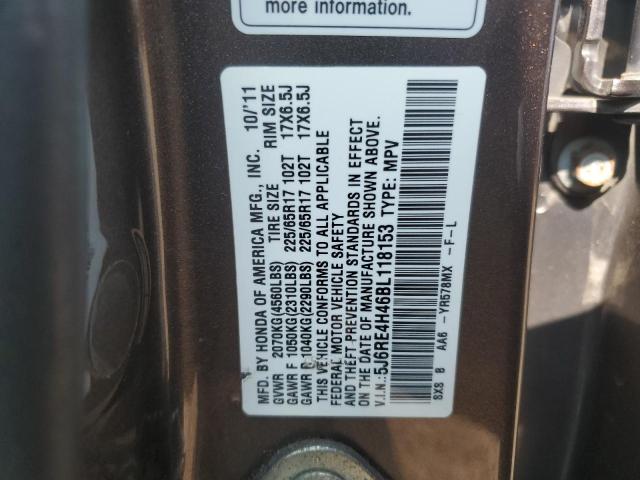 more information.
MFD. BY HONDA OF AMERICA MFG., INC. 10/'11
GVWR 2070KG(4560LBS) TIRE SIZE RIM SIZE
GAWR F 1050KG(2310LBS) 225/65R17 102T 17X6.5J
GAWR R 1040KG(2290LBS) 225/65R17 102T 17X6.5J
THIS VEHICLE CONFORMS TO ALL APPLICABLE
FEDERAL MOTOR VEHICLE SAFETY
AND THEFT PREVENTION STANDARDS IN EFFECT
ON THE DATE OF MANUFACTURE SHOWN ABOVE.
V.I.N.: 5J6RE4H46BL118153 TYPE: MPV
SXS B AA6 -YR578MX -F-L